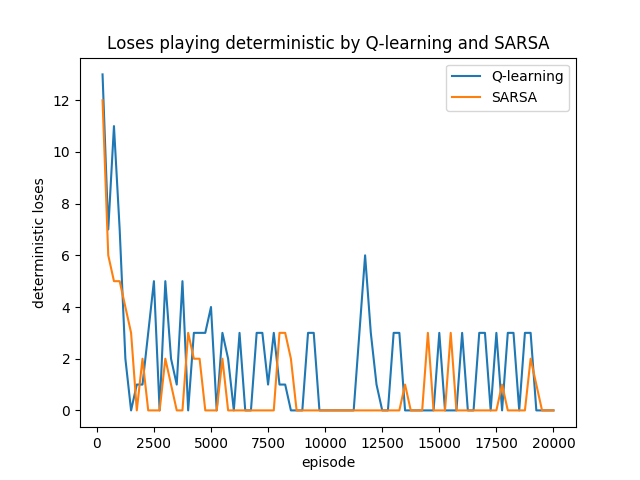 Loses playing deterministic by Q-learning and SARSA
Q-learning
SARSA
12
10
8
6
4
2
0
deterministic loses
0 2500 5000 7500 10000 12500 15000 17500 20000
episode